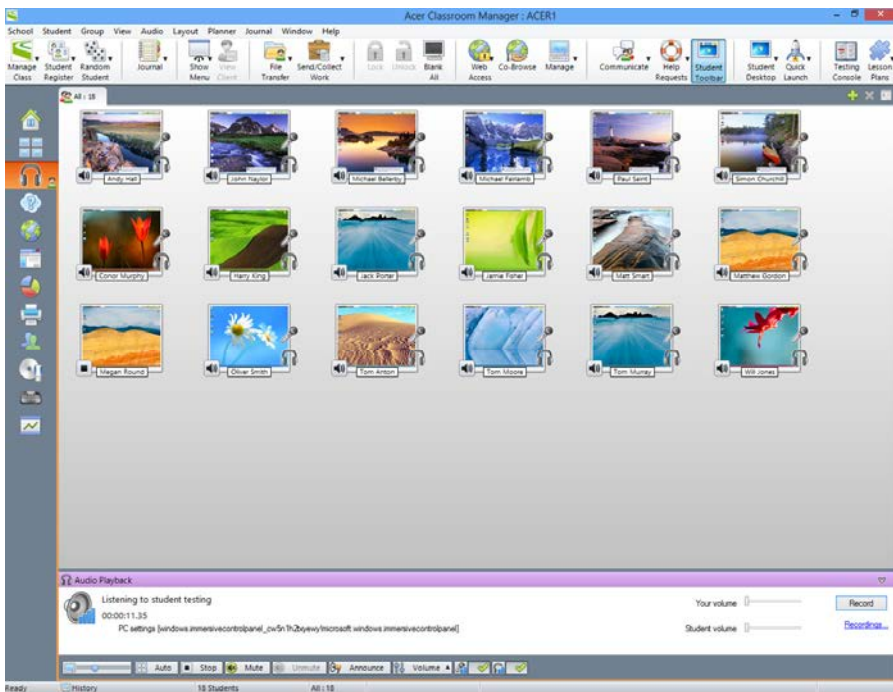 Acer Classroom Manager : ACER1
School Student Group View Audio Layout Planner Journal Window Help
Manage Class Student Register Random Student Journal Show Menu View Client File Transfer Send/Collect Work Lock Unlock Blank All Web Access Co-Browse Manage Communicate Help Requests Student Toolbar Student Desktop Quick Launch Testing Console Lesson Plans
All : 18
Andy Hall John Naylor Michael Bellerby Michael Fairlamb Paul Saint Simon Churchill
Conor Murphy Harry King Jack Porter Jamie Fisher Matt Smart Matthew Gordon
Megan Round Oliver Smith Tom Anton Tom Moore Tom Murray Will Jones
Audio Playback
Listening to student testing
Your volume Record
00:00:11.35
PC settings [windows.immersivecontrolpanel_cw5n1h2txyewy!microsoft.windows.immersivecontrolpanel]
Student volume Recordings...
Auto Stop Mute Unmute Announce Volume
Ready History 18 Students All : 18